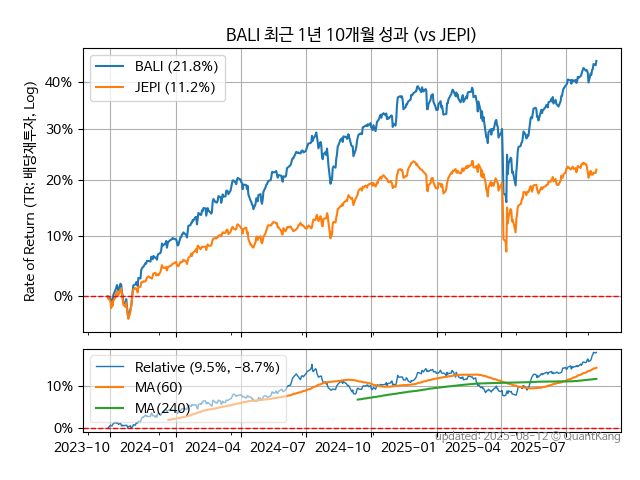 BALI 최근 1년 10개월 성과 (vs JEPI)
Rate of Return (TR: 배당재투자, Log)
BALI (21.8%)
JEPI (11.2%)
40%
30%
20%
10%
0%
Relative (9.5%, -8.7%)
MA(60)
MA(240)
10%
0%
2023-10 2024-01 2024-04 2024-07 2024-10 2025-01 2025-04 2025-07
updated: 2025-08-12 © QuantKang